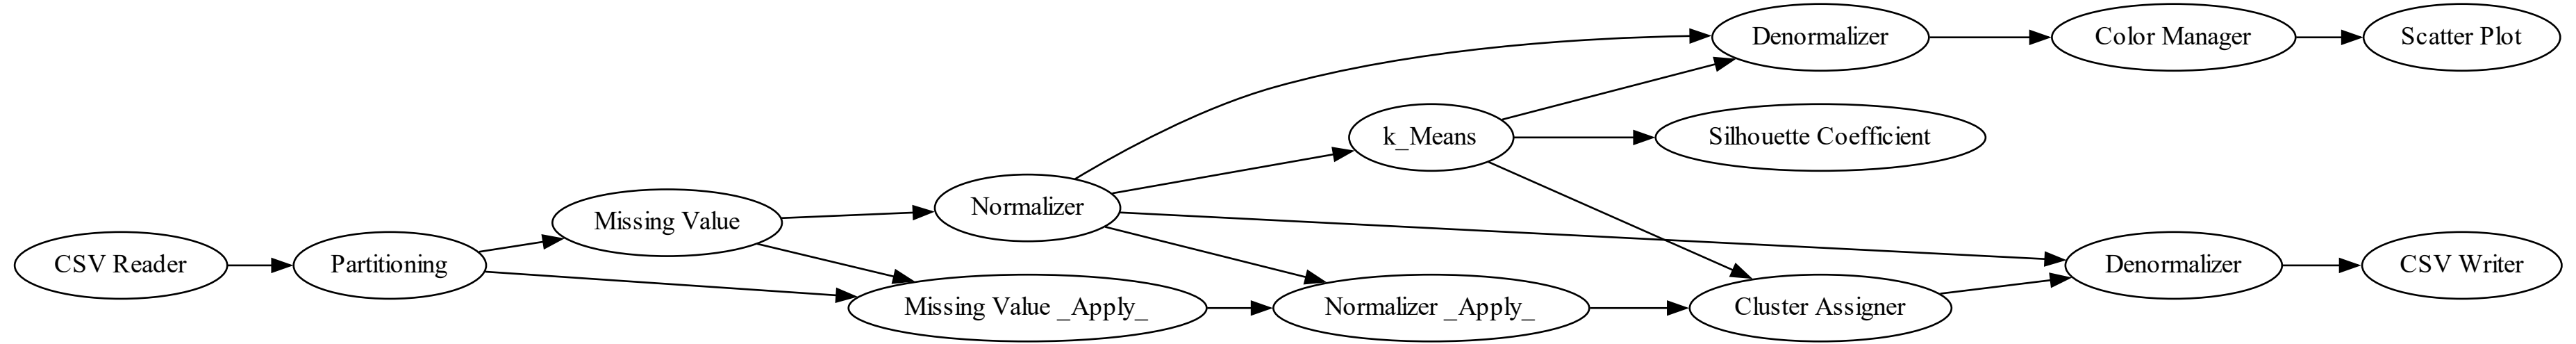 CSV Reader
Partitioning
Missing Value
Missing Value _Apply_
Normalizer
Normalizer _Apply_
k_Means
Denormalizer
Silhouette Coefficient
Cluster Assigner
Color Manager
Denormalizer
Scatter Plot
CSV Writer